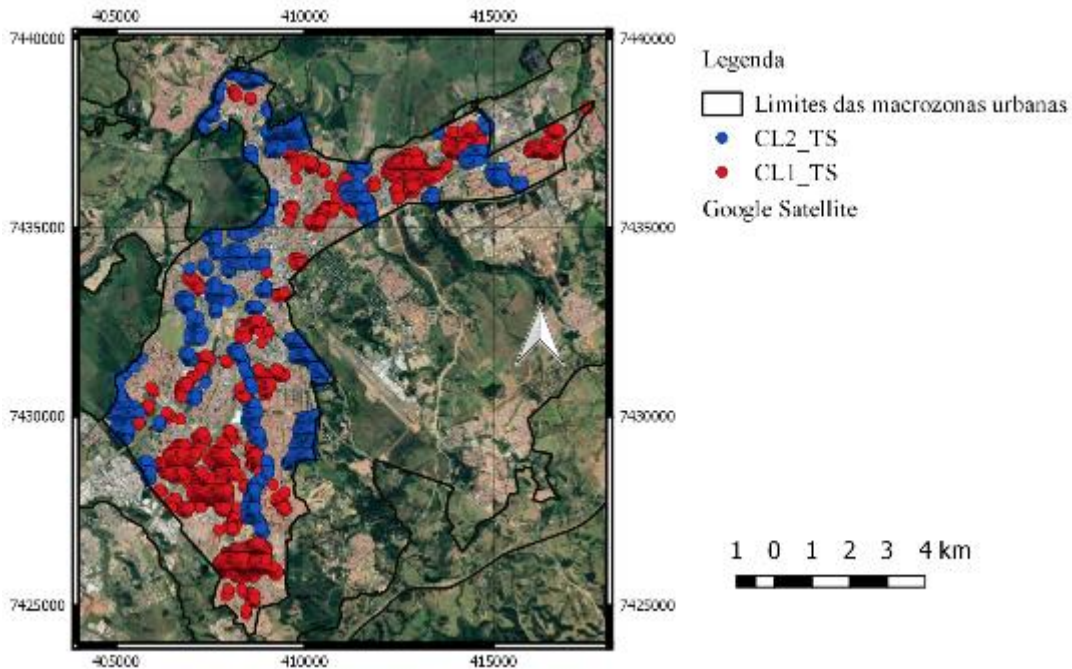 405000 410000 415000
7440000 7440000
Legenda
Limites das macrozonas urbanas
CL2_TS
CL1_TS
Google Satellite
7435000 7435000
7430000 7430000
1 0 1 2 3 4 km
7425000 7425000
405000 410000 415000